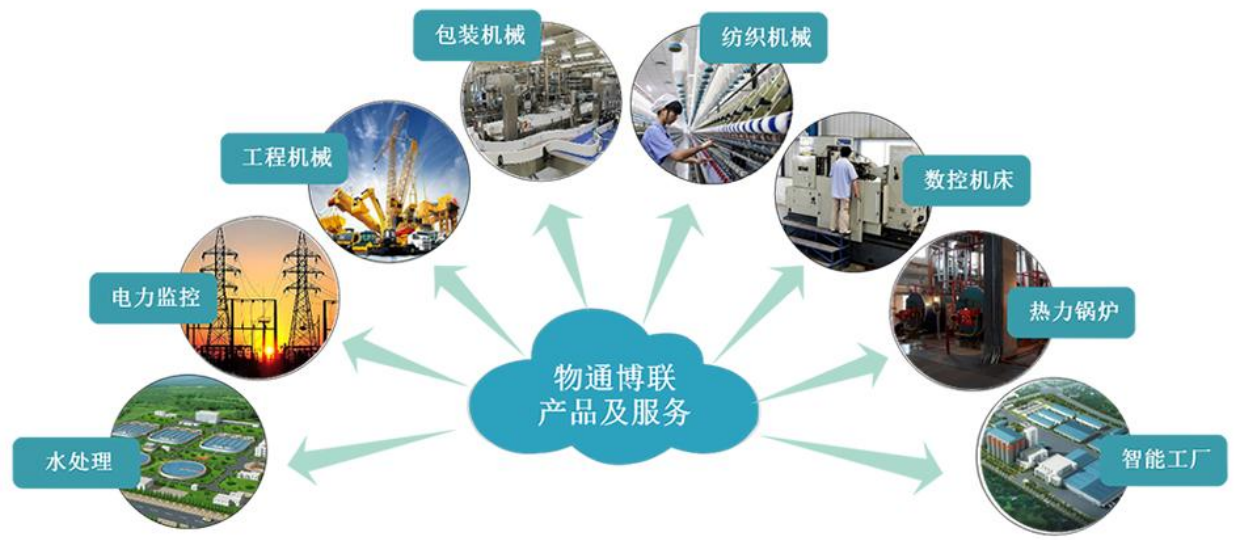 包装机械
纺织机械
工程机械
数控机床
电力监控
热力锅炉
物通博联
产品及服务
水处理
智能工厂